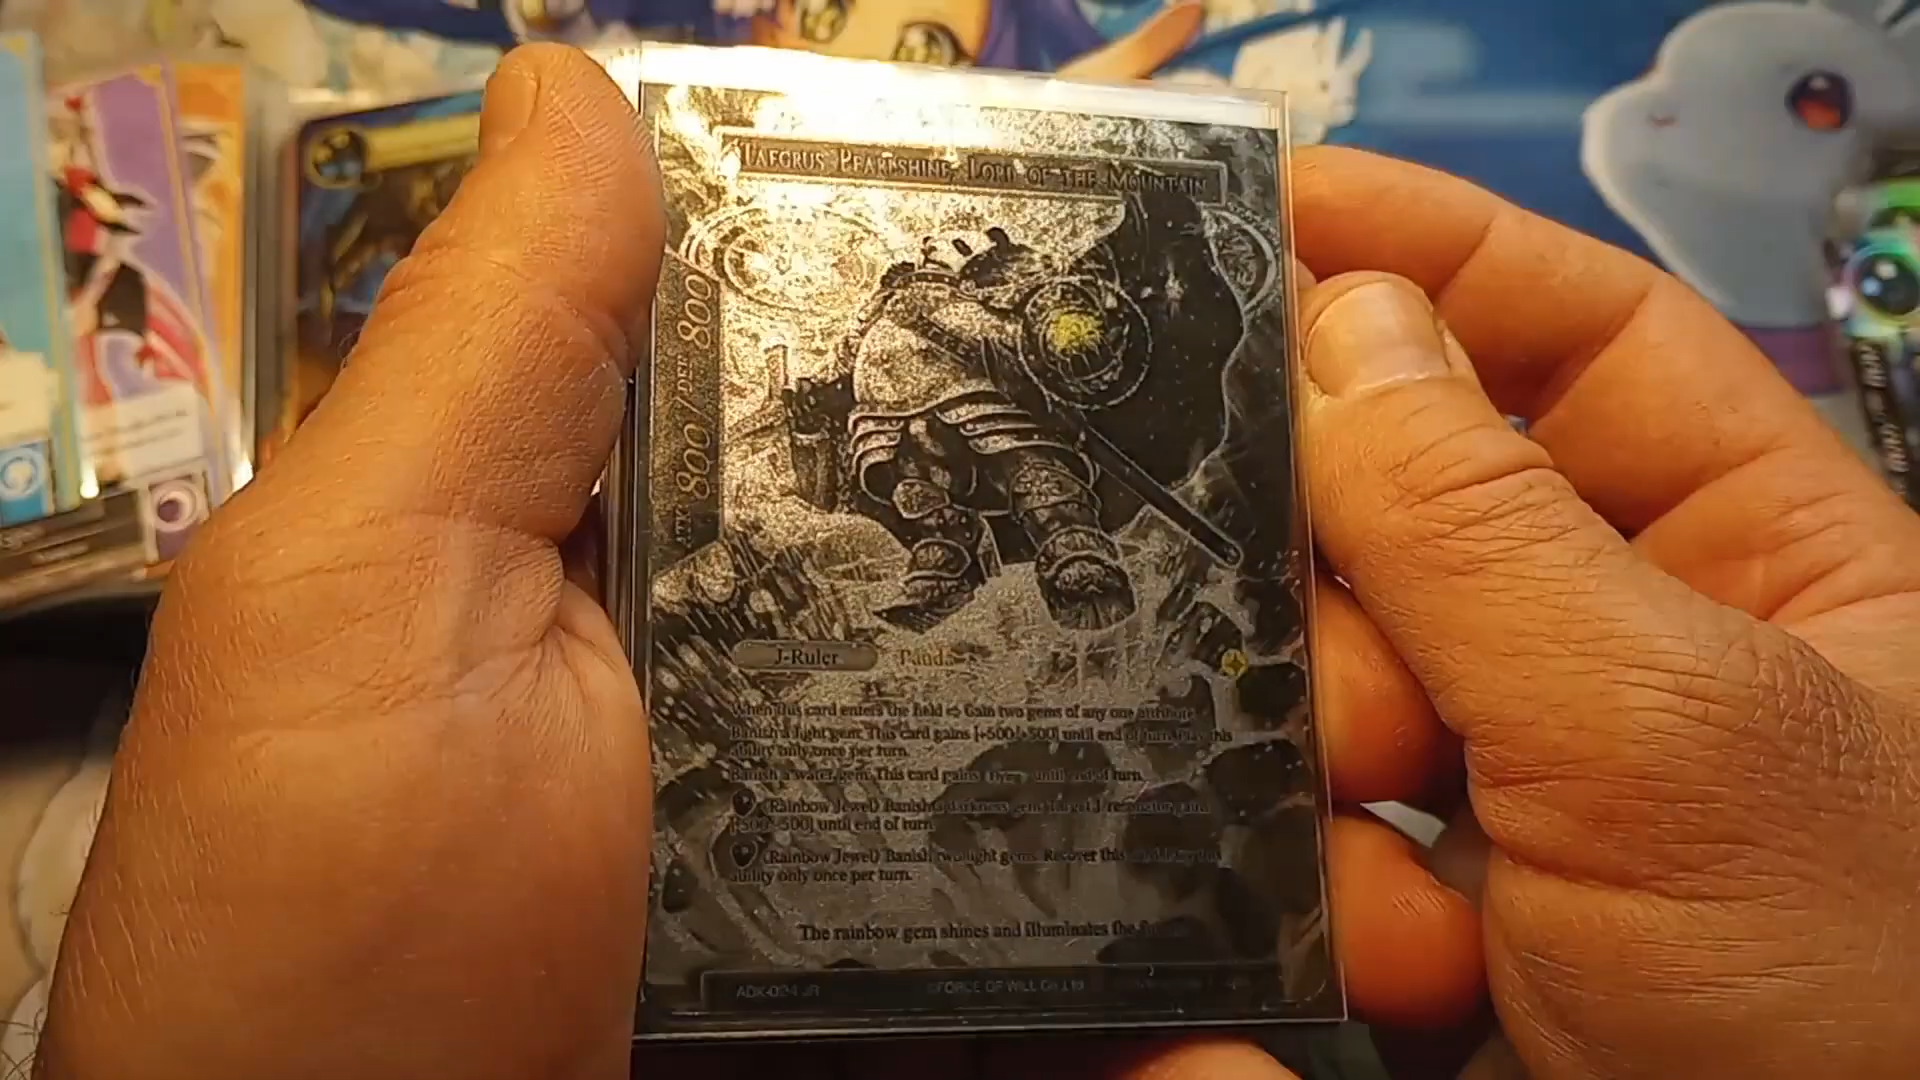 Taegrus Pearlshine, Lord of the Mountain
ATK 800 / DEF 800
J-Ruler Panda
When this card enters the field ⇨ Gain two gems of any one attribute.
Banish a light gem: This card gains [+500/+500] until end of turn. Play this
ability only once per turn.
Banish a water gem: This card gains until end of turn.
(Rainbow Jewel) Banish a darkness gem: Target J-resonator gains
[-500/-500] until end of turn.
(Rainbow Jewel) Banish two light gems: Recover this card. Play this
ability only once per turn.
The rainbow gem shines and illuminates the
ADK-024 JR FORCE OF WILL Co.,Ltd